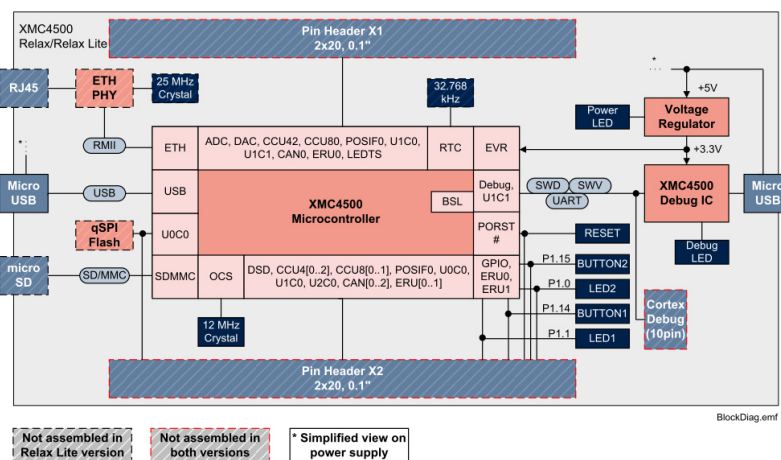 XMC4500
Relax/Relax Lite
Pin Header X1
2x20, 0.1"
*
RJ45
ETH
PHY
25 MHz
Crystal
32.768
kHz
+5V
Power
LED
Voltage
Regulator
RMII
ETH
ADC, DAC, CCU42, CCU80, POSIF0, U1C0,
U1C1, CAN0, ERU0, LEDTS
RTC
EVR
+3.3V
*
Micro
USB
USB
USB
XMC4500
Microcontroller
BSL
Debug,
U1C1
SWD
SWV
UART
XMC4500
Debug IC
Micro
USB
qSPI
Flash
U0C0
PORST
#
RESET
Debug
LED
micro
SD
SD/MMC
SDMMC
OCS
DSD, CCU4[0..2], CCU8[0..1], POSIF0, U0C0,
U1C0, U2C0, CAN[0..2], ERU[0..1]
GPIO,
ERU0,
ERU1
P1.15
BUTTON2
P1.0
LED2
P1.14
BUTTON1
P1.1
LED1
Cortex
Debug
(10pin)
12 MHz
Crystal
Pin Header X2
2x20, 0.1"
BlockDiag.emf
Not assembled in
Relax Lite version
Not assembled in
both versions
* Simplified view on
power supply